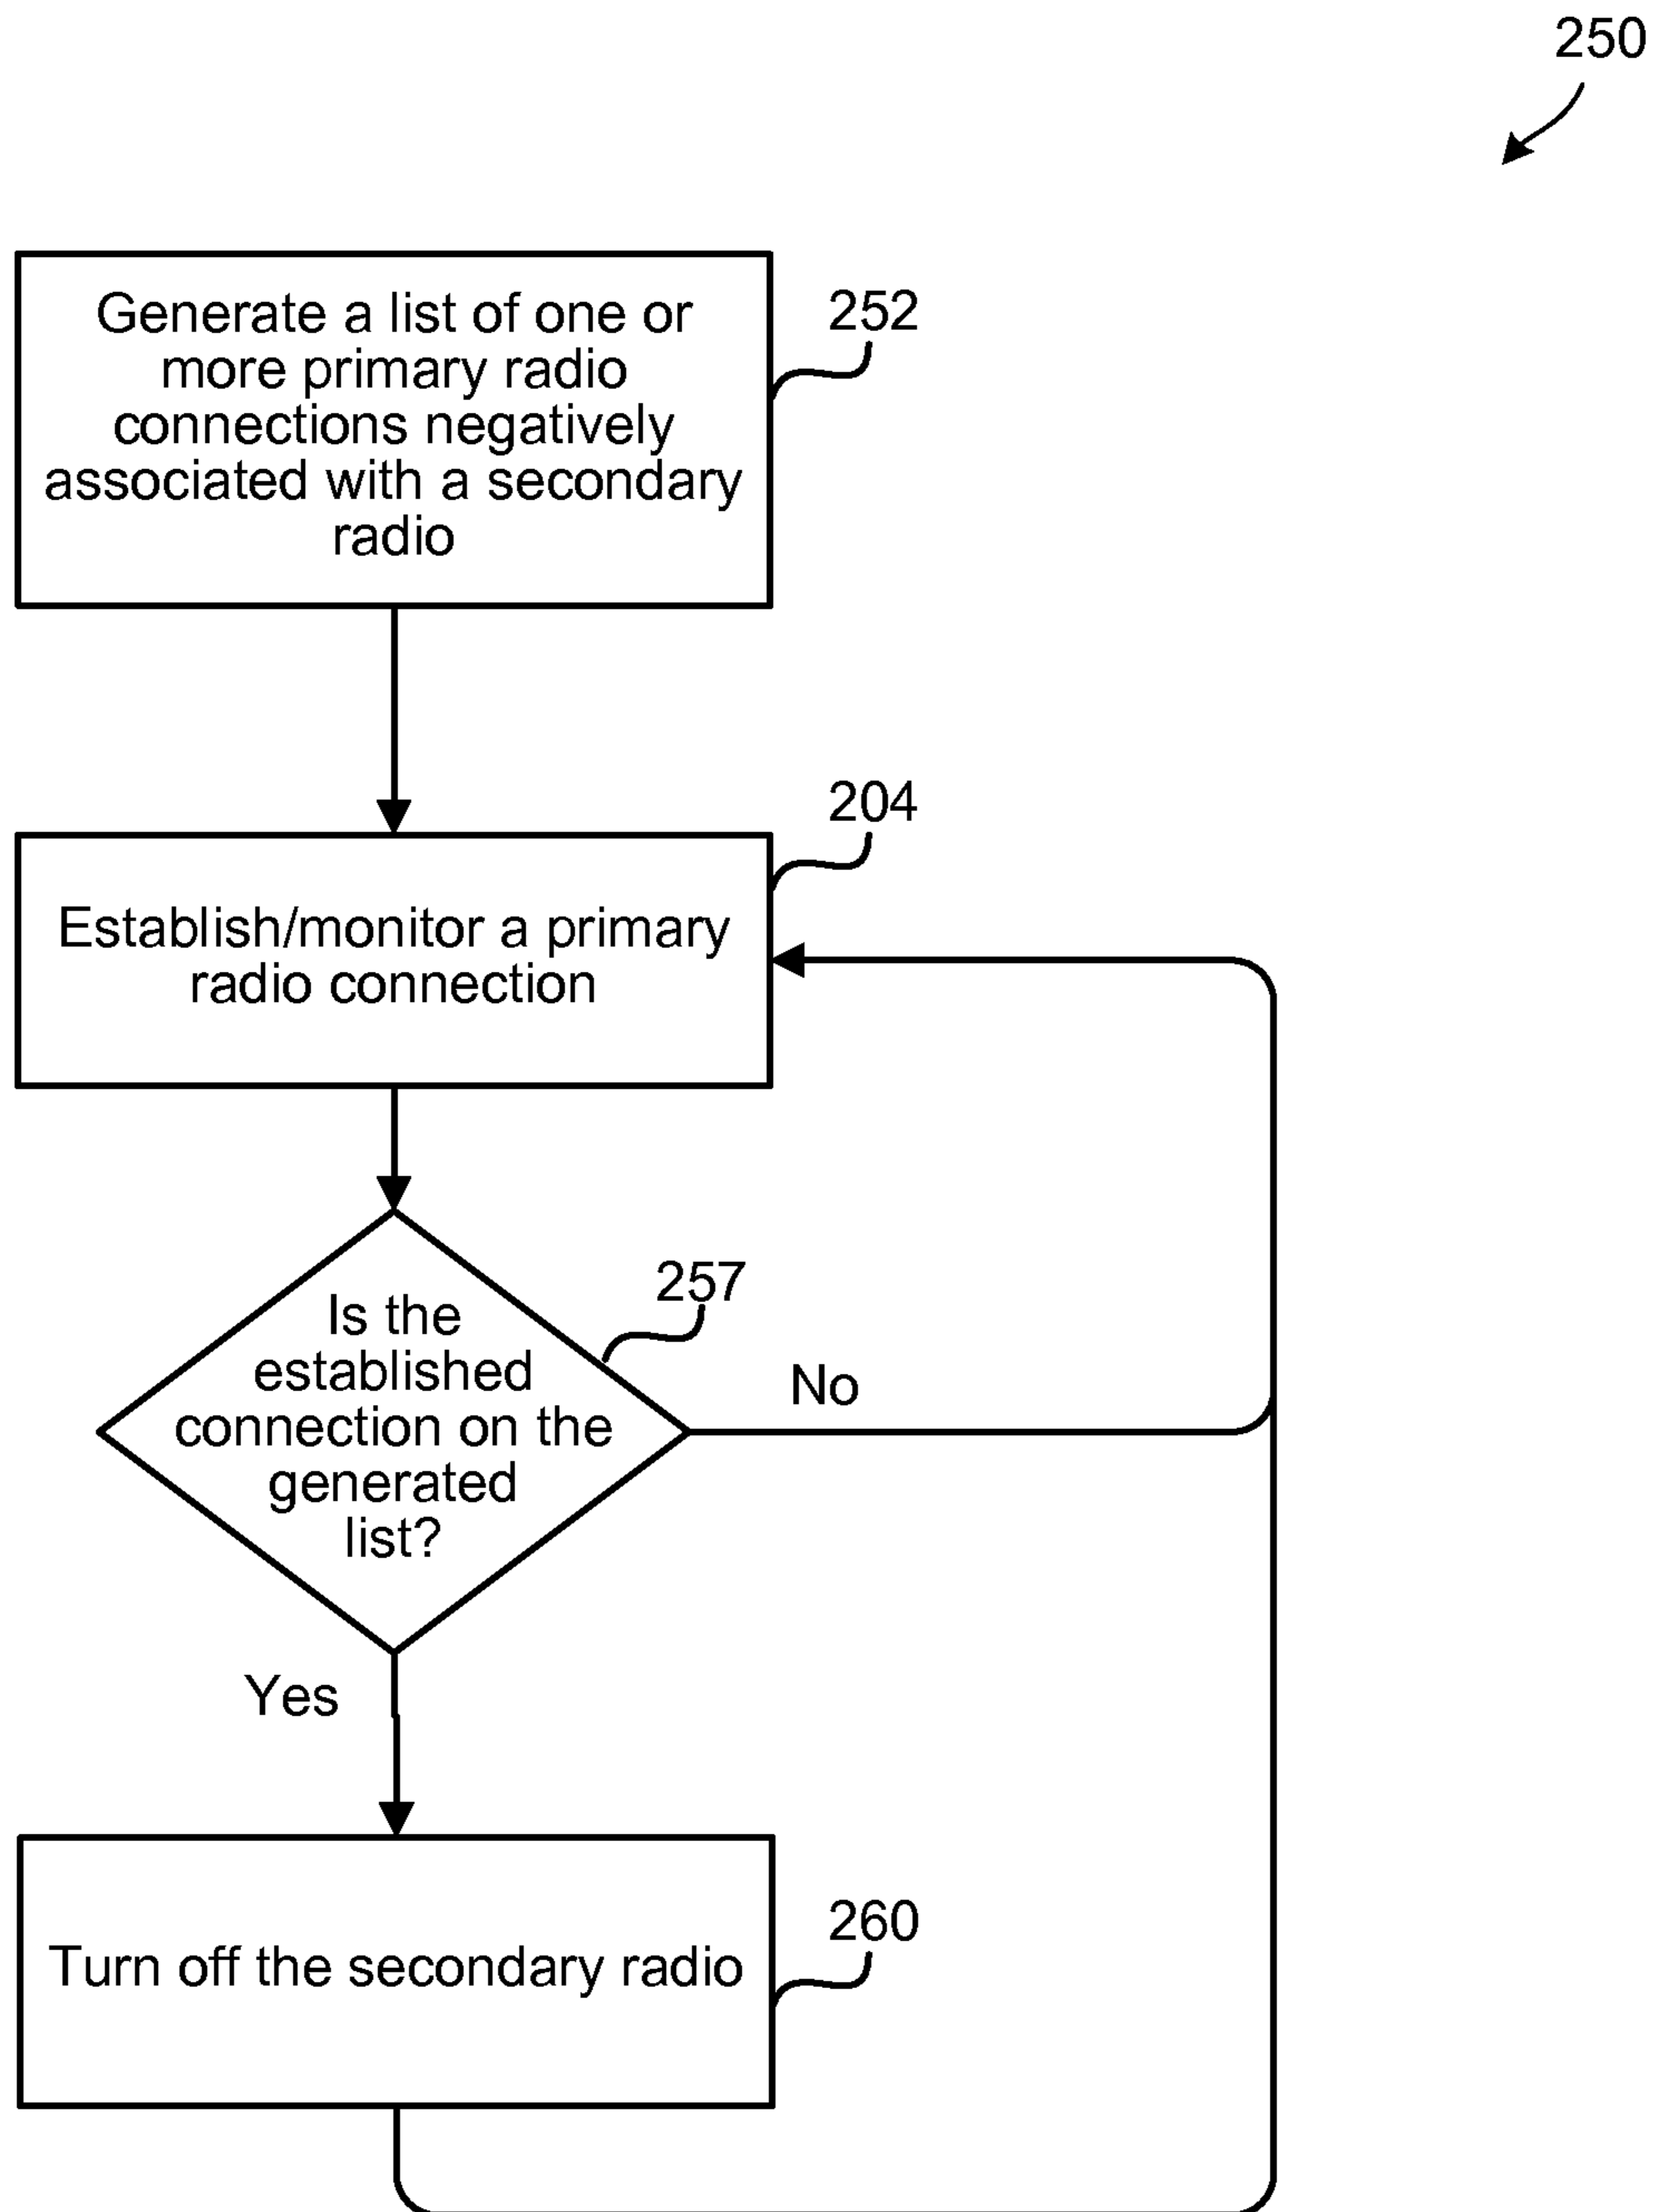 250
Generate a list of one or
more primary radio
connections negatively
associated with a secondary
radio
252
204
Establish/monitor a primary
radio connection
257
Is the
established
connection on the
generated
list?
No
Yes
260
Turn off the secondary radio